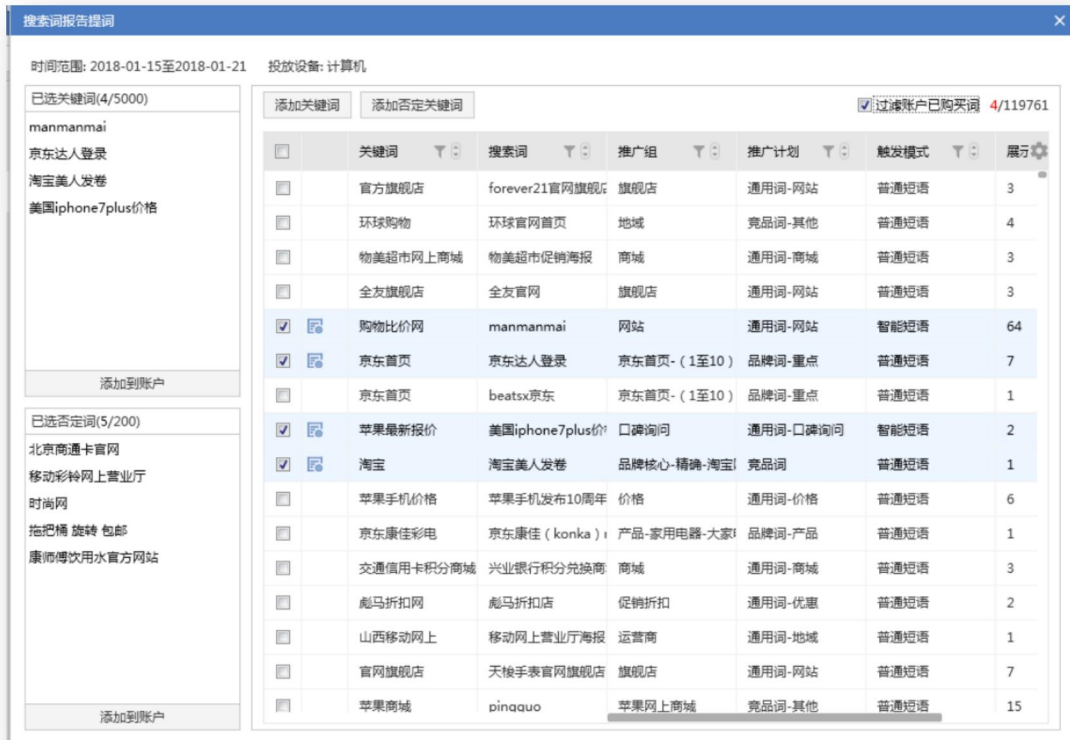 搜索词报告提词
时间范围: 2018-01-15至2018-01-21 投放设备: 计算机
已选关键词(4/5000)
manmanmai
京东达人登录
淘宝美人发卷
美国iphone7plus价格
添加到账户
已选否定词(5/200)
北京商通卡官网
移动彩铃网上营业厅
时尚网
拖把桶 旋转 包邮
康师傅饮用水官方网站
添加到账户
添加关键词 添加否定关键词 过滤账户已购买词 4/119761
关键词 搜索词 推广组 推广计划 触发模式 展示
官方旗舰店 forever21官网旗舰店 旗舰店 通用词-网站 普通短语 3
环球购物 环球官网首页 地域 竞品词-其他 普通短语 4
物美超市网上商城 物美超市促销海报 商城 通用词-商城 普通短语 3
全友旗舰店 全友官网 旗舰店 通用词-网站 普通短语 3
购物比价网 manmanmai 网站 通用词-网站 智能短语 64
京东首页 京东达人登录 京东首页-（1至10） 品牌词-重点 普通短语 7
京东首页 beatsx京东 京东首页-（1至10） 品牌词-重点 普通短语 1
苹果最新报价 美国iphone7plus价 口碑询问 通用词-口碑询问 智能短语 2
淘宝 淘宝美人发卷 品牌核心-精确-淘宝 竞品词 普通短语 1
苹果手机价格 苹果手机发布10周年 价格 通用词-价格 普通短语 6
京东康佳彩电 京东康佳（konka） 产品-家用电器-大家 品牌词-产品 普通短语 1
交通信用卡积分商城 兴业银行积分兑换商 商城 通用词-商城 普通短语 3
彪马折扣网 彪马折扣店 促销折扣 通用词-优惠 普通短语 2
山西移动网上 移动网上营业厅海报 运营商 通用词-地域 普通短语 1
官网旗舰店 天梭手表官网旗舰店 旗舰店 通用词-网站 普通短语 7
苹果商城 pingguo 苹果网上商城 竞品词-其他 普通短语 15